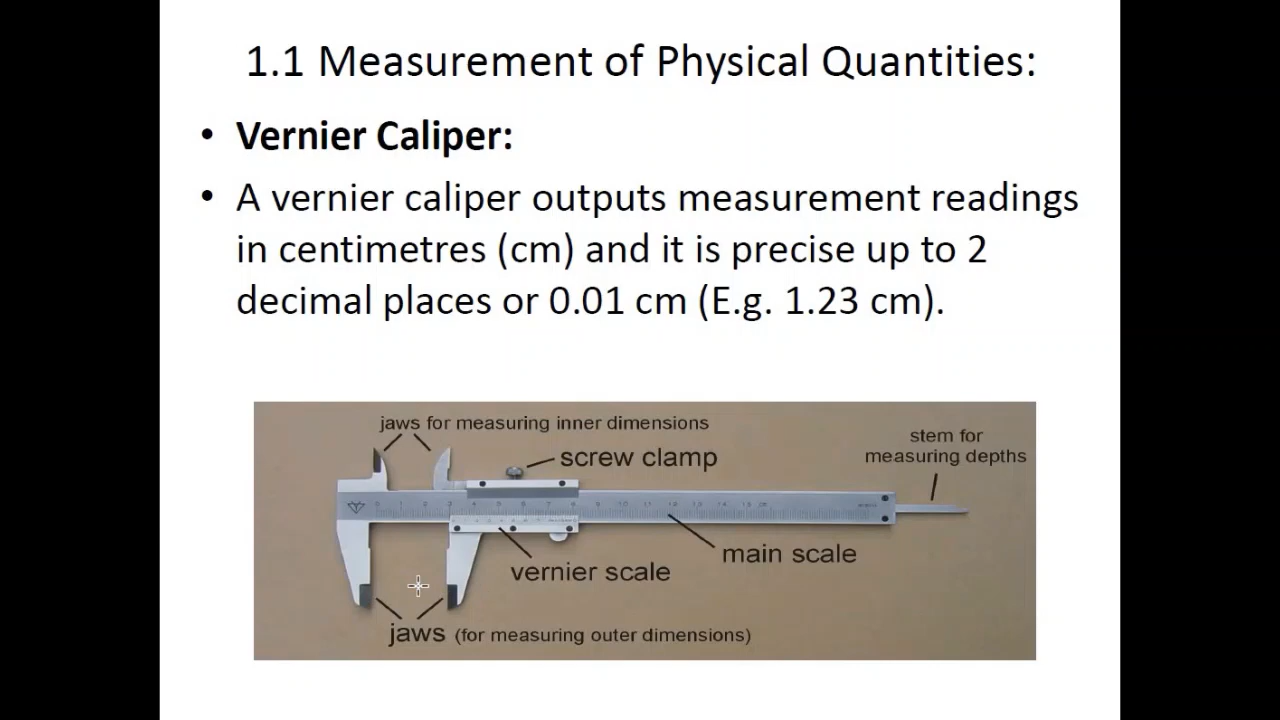 1.1 Measurement of Physical Quantities:
• Vernier Caliper:
• A vernier caliper outputs measurement readings
in centimetres (cm) and it is precise up to 2
decimal places or 0.01 cm (E.g. 1.23 cm).
jaws for measuring inner dimensions
stem for
measuring depths
screw clamp
main scale
vernier scale
jaws (for measuring outer dimensions)